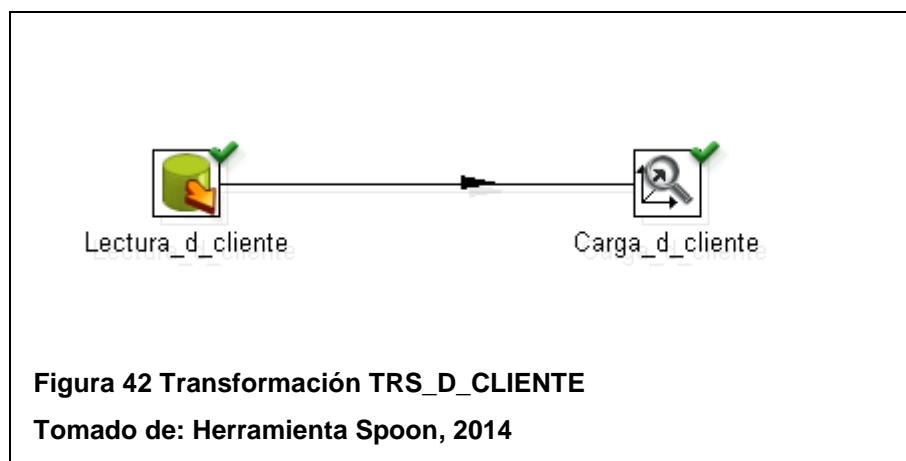 Lectura_d_cliente
Carga_d_cliente
Figura 42 Transformación TRS_D_CLIENTE
Tomado de: Herramienta Spoon, 2014